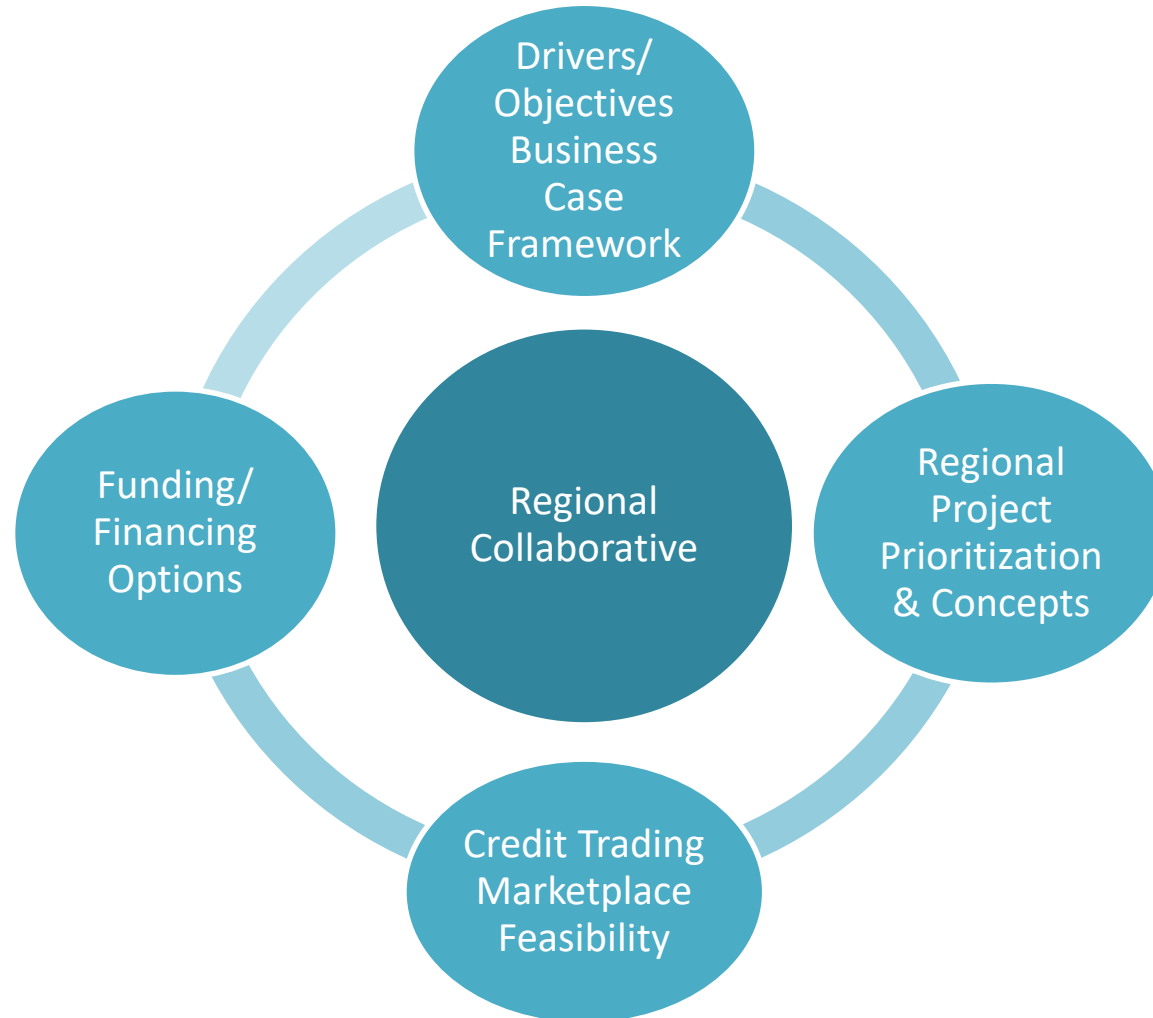 Drivers/
Objectives
Business
Case
Framework
Funding/
Financing
Options
Regional
Collaborative
Regional
Project
Prioritization
& Concepts
Credit Trading
Marketplace
Feasibility